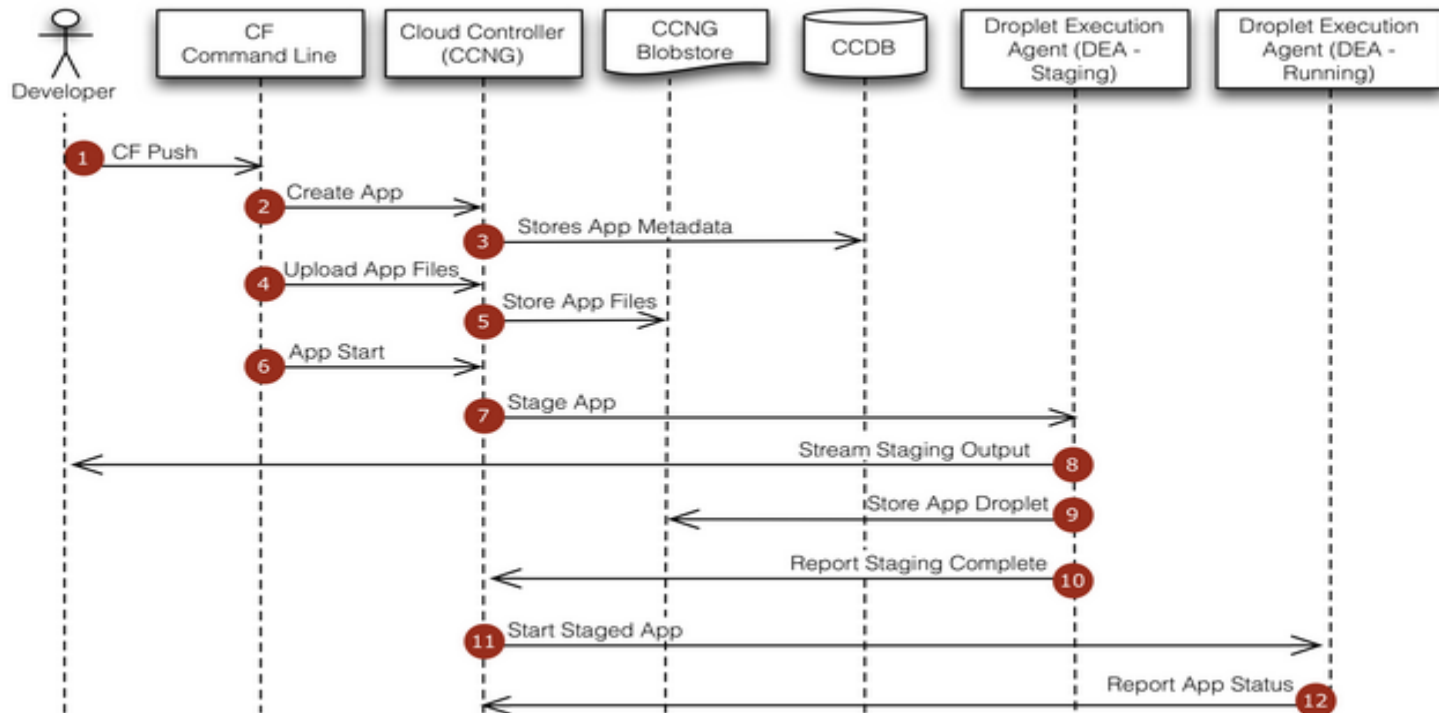 Developer
CF
Command Line
Cloud Controller
(CCNG)
CCNG
Blobstore
CCDB
Droplet Execution
Agent (DEA -
Staging)
Droplet Execution
Agent (DEA -
Running)
1 CF Push
2 Create App
3 Stores App Metadata
4 Upload App Files
5 Store App Files
6 App Start
7 Stage App
Stream Staging Output 8
Store App Droplet 9
Report Staging Complete 10
11 Start Staged App
Report App Status 12